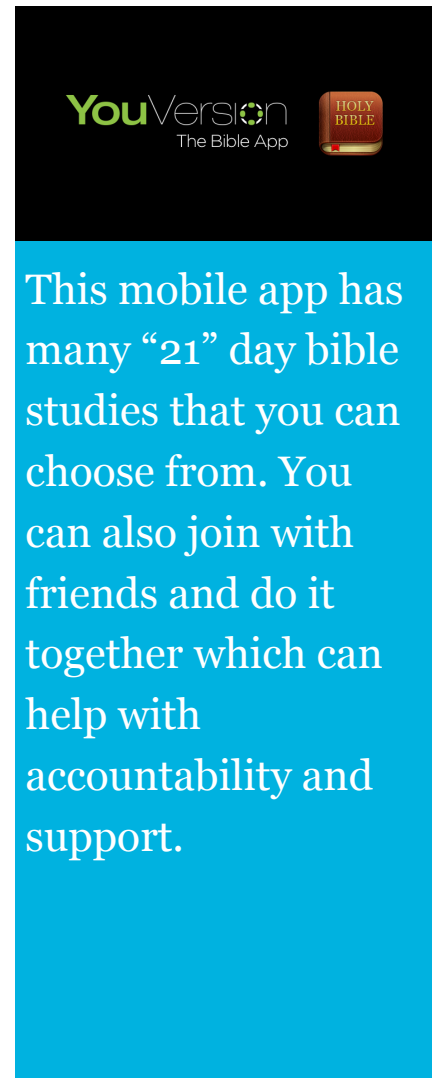 YouVersion
The Bible App
HOLY
BIBLE
This mobile app has
many “21” day bible
studies that you can
choose from. You
can also join with
friends and do it
together which can
help with
accountability and
support.